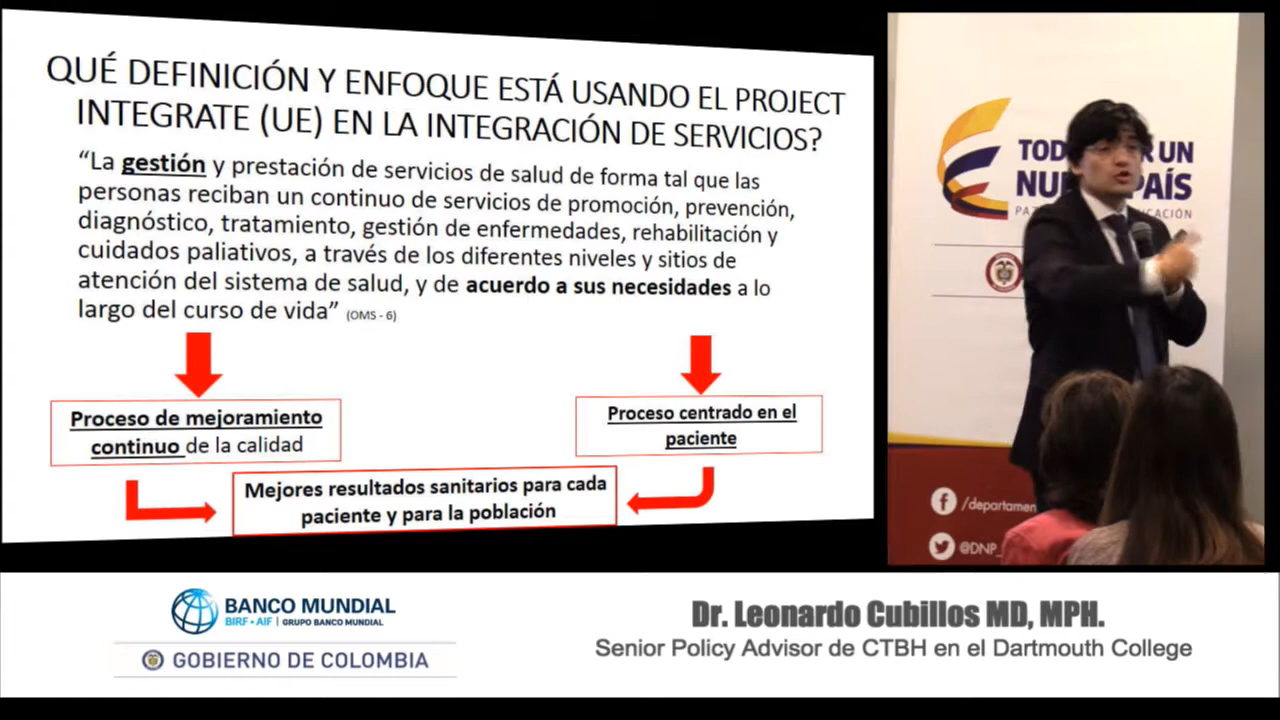 QUÉ DEFINICIÓN Y ENFOQUE ESTÁ USANDO EL PROJECT
INTEGRATE (UE) EN LA INTEGRACIÓN DE SERVICIOS?
“La gestión y prestación de servicios de salud de forma tal que las
personas reciban un continuo de servicios de promoción, prevención,
diagnóstico, tratamiento, gestión de enfermedades, rehabilitación y
cuidados paliativos, a través de los diferentes niveles y sitios de
atención del sistema de salud, y de acuerdo a sus necesidades a lo
largo del curso de vida” (OMS - 6)
Proceso de mejoramiento
continuo de la calidad
Proceso centrado en el
paciente
Mejores resultados sanitarios para cada
paciente y para la población
TOD R UN
NU PAÍS
PAZ CACIÓN
/departamen
@DNP_
BANCO MUNDIAL
BIRF • AIF | GRUPO BANCO MUNDIAL
GOBIERNO DE COLOMBIA
Dr. Leonardo Cubillos MD, MPH.
Senior Policy Advisor de CTBH en el Dartmouth College